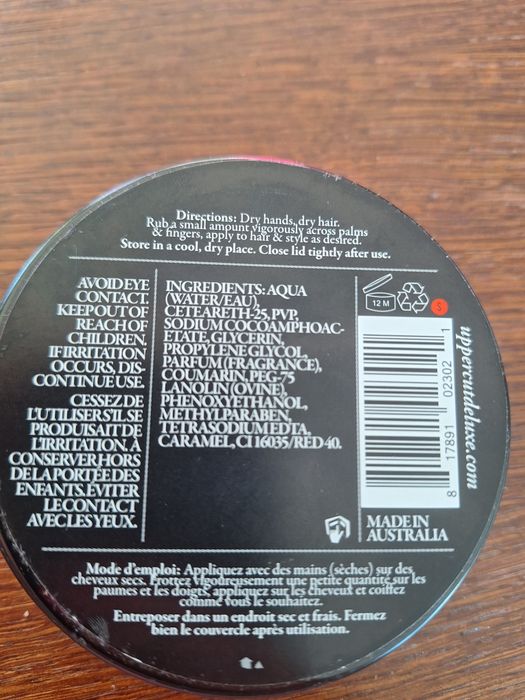 Directions: Dry hands, dry hair.
Rub a small amount vigorously across palms
& fingers, apply to hair & style as desired.
Store in a cool, dry place. Close lid tightly after use.
AVOID EYE
CONTACT.
KEEP OUT OF
REACH OF
CHILDREN.
IF IRRITATION
OCCURS, DIS-
CONTINUE USE.
CESSEZ DE
L'UTILISER S'IL SE
PRODUISAIT DE
L'IRRITATION. À
CONSERVER HORS
DE LA PORTÉE DES
ENFANTS. ÉVITER
LE CONTACT
AVEC LES YEUX.
INGREDIENTS: AQUA
(WATER/EAU),
CETEARETH-25, PVP,
SODIUM COCOAMPHOAC-
ETATE, GLYCERIN,
PROPYLENE GLYCOL,
PARFUM (FRAGRANCE),
COUMARIN, PEG-75
LANOLIN (OVINE),
PHENOXYETHANOL,
METHYLPARABEN,
TETRASODIUM EDTA,
CARAMEL, CI 16035/RED 40.
12 M
S
8 17891 02302 1
uppercutdeluxe.com
MADE IN
AUSTRALIA
Mode d'emploi: Appliquez avec des mains (sèches) sur des
cheveux secs. Frottez vigoureusement une petite quantité sur les
paumes et les doigts, appliquez sur les cheveux et coiffez
comme vous le souhaitez.
Entreposer dans un endroit sec et frais. Fermez
bien le couvercle après utilisation.